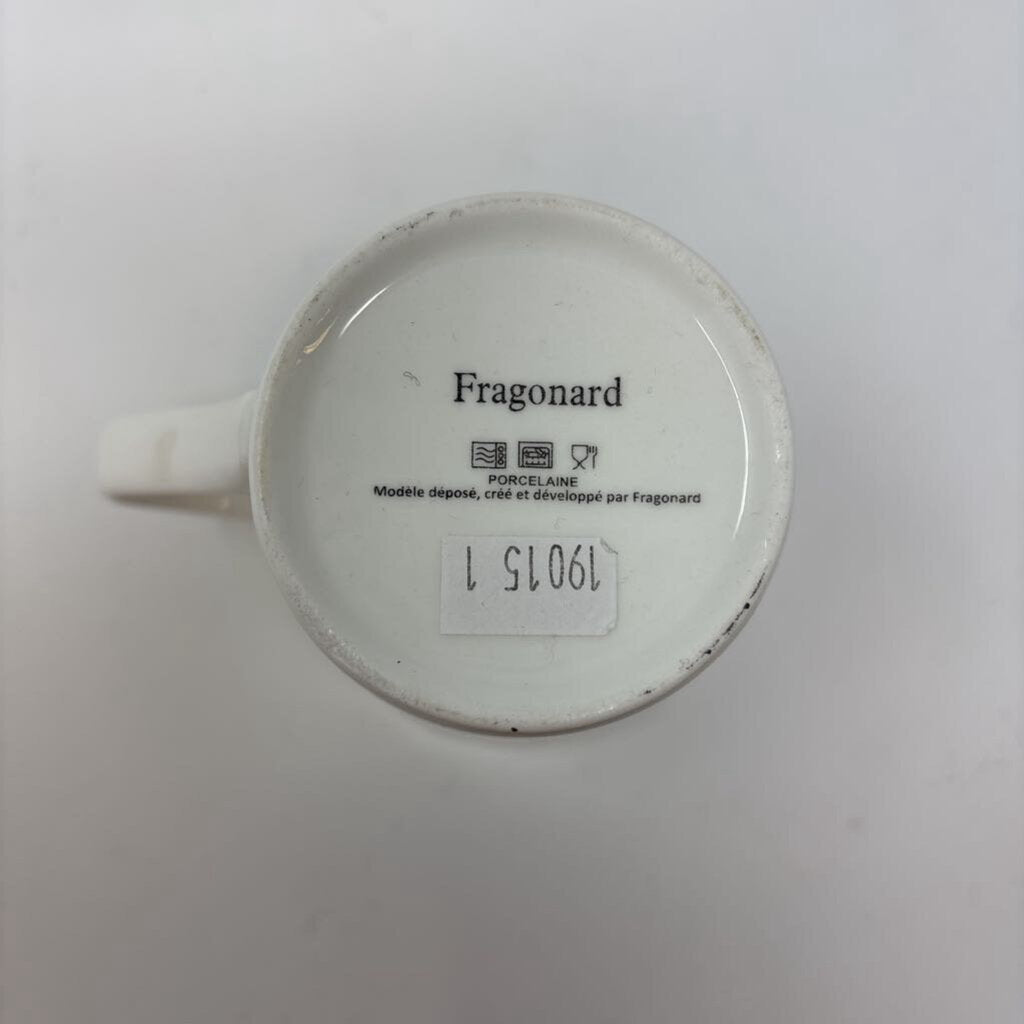 Fragonard
PORCELAINE
Modèle déposé, créé et développé par Fragonard
19015 1